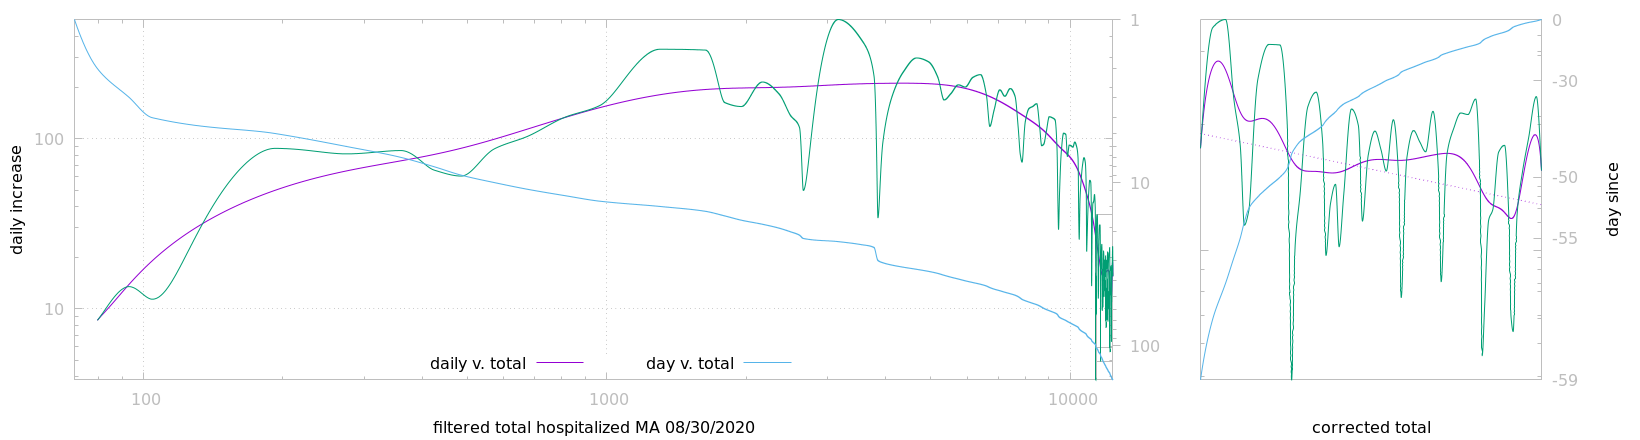 daily increase
100
10
daily v. total
day v. total
100
1000
10000
filtered total hospitalized MA 08/30/2020
1
10
100
0
-30
-50
-55
-59
day since
corrected total